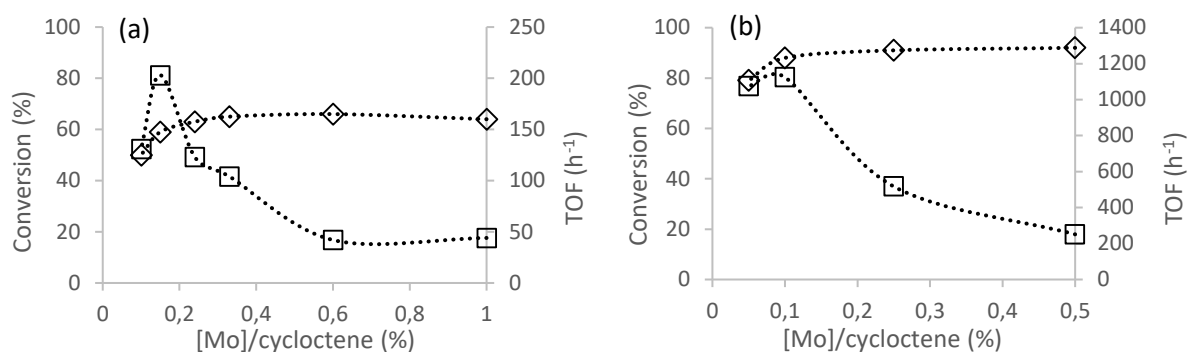 (a)
100
80
60
40
20
0
Conversion (%)
250
200
150
100
50
0
TOF (h-1)
0 0,2 0,4 0,6 0,8 1
[Mo]/cycloctene (%)
(b)
100
80
60
40
20
0
Conversion (%)
1400
1200
1000
800
600
400
200
0
TOF (h-1)
0 0,1 0,2 0,3 0,4 0,5
[Mo]/cycloctene (%)